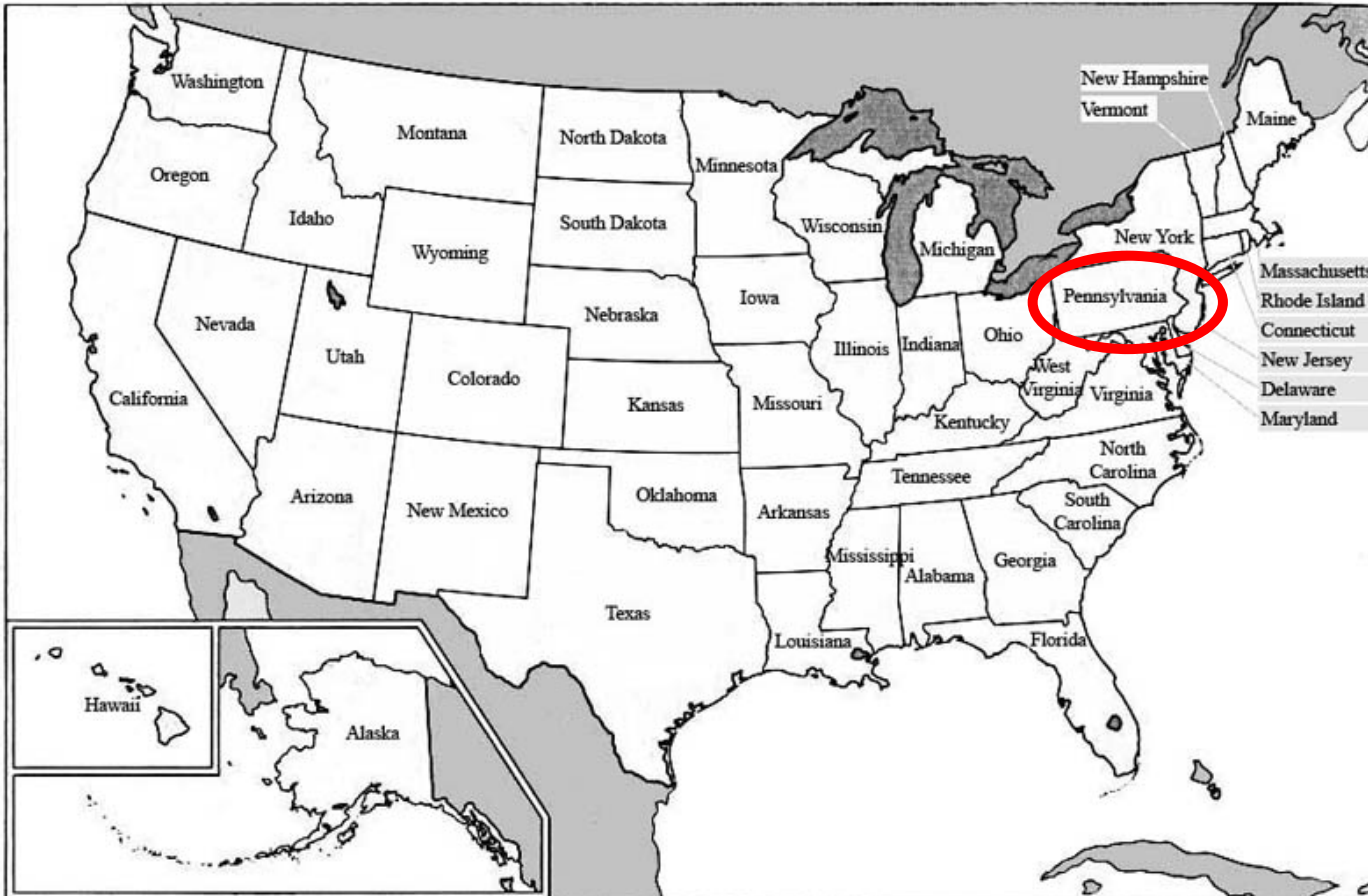 Washington
Montana
North Dakota
Minnesota
New Hampshire
Vermont
Maine
Oregon
Idaho
Wyoming
South Dakota
Wisconsin
Michigan
New York
Massachusetts
Rhode Island
Connecticut
New Jersey
Delaware
Maryland
Pennsylvania
Nevada
Utah
Colorado
Nebraska
Iowa
Illinois
Indiana
Ohio
West
Virginia
Virginia
California
Kansas
Missouri
Kentucky
Arizona
New Mexico
Oklahoma
Arkansas
Tennessee
North
Carolina
South
Carolina
Texas
Louisiana
Mississippi
Alabama
Georgia
Florida
Hawaii
Alaska